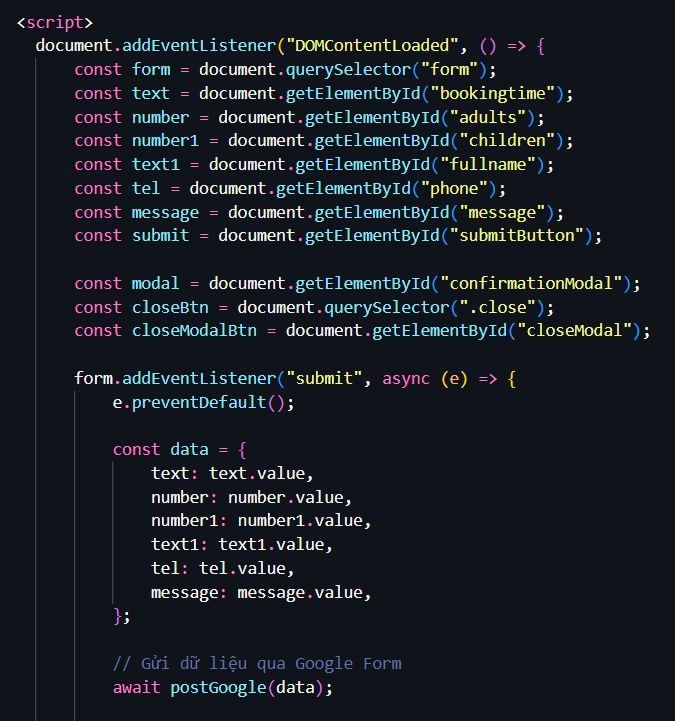 <script>
document.addEventListener("DOMContentLoaded", () => {
const form = document.querySelector("form");
const text = document.getElementById("bookingtime");
const number = document.getElementById("adults");
const number1 = document.getElementById("children");
const text1 = document.getElementById("fullname");
const tel = document.getElementById("phone");
const message = document.getElementById("message");
const submit = document.getElementById("submitButton");
const modal = document.getElementById("confirmationModal");
const closeBtn = document.querySelector(".close");
const closeModalBtn = document.getElementById("closeModal");
form.addEventListener("submit", async (e) => {
e.preventDefault();
const data = {
text: text.value,
number: number.value,
number1: number1.value,
text1: text1.value,
tel: tel.value,
message: message.value,
};
// Gửi dữ liệu qua Google Form
await postGoogle(data);